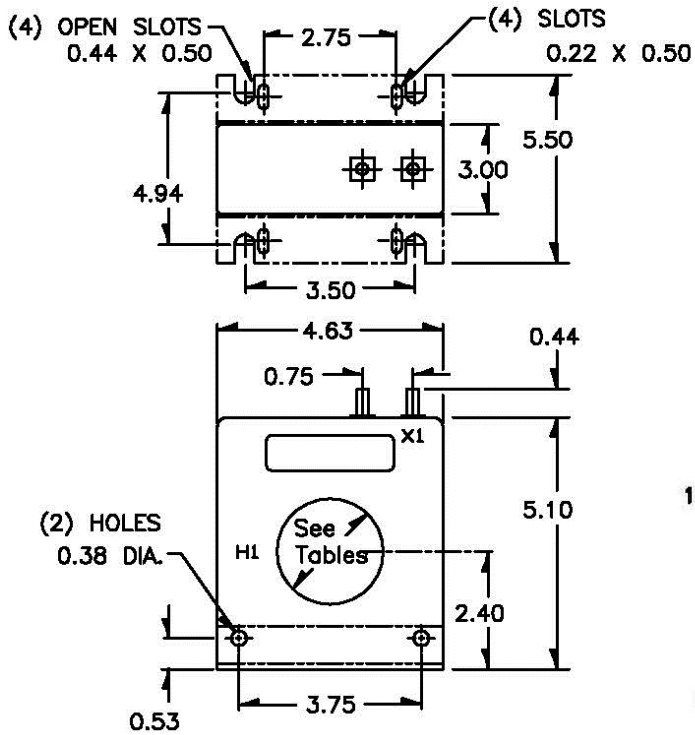 (4) OPEN SLOTS
0.44 X 0.50
2.75
(4) SLOTS
0.22 X 0.50
4.94
3.00
5.50
3.50
4.63
0.44
0.75
X1
(2) HOLES
0.38 DIA.
H1
See
Tables
5.10
1
2.40
3.75
0.53